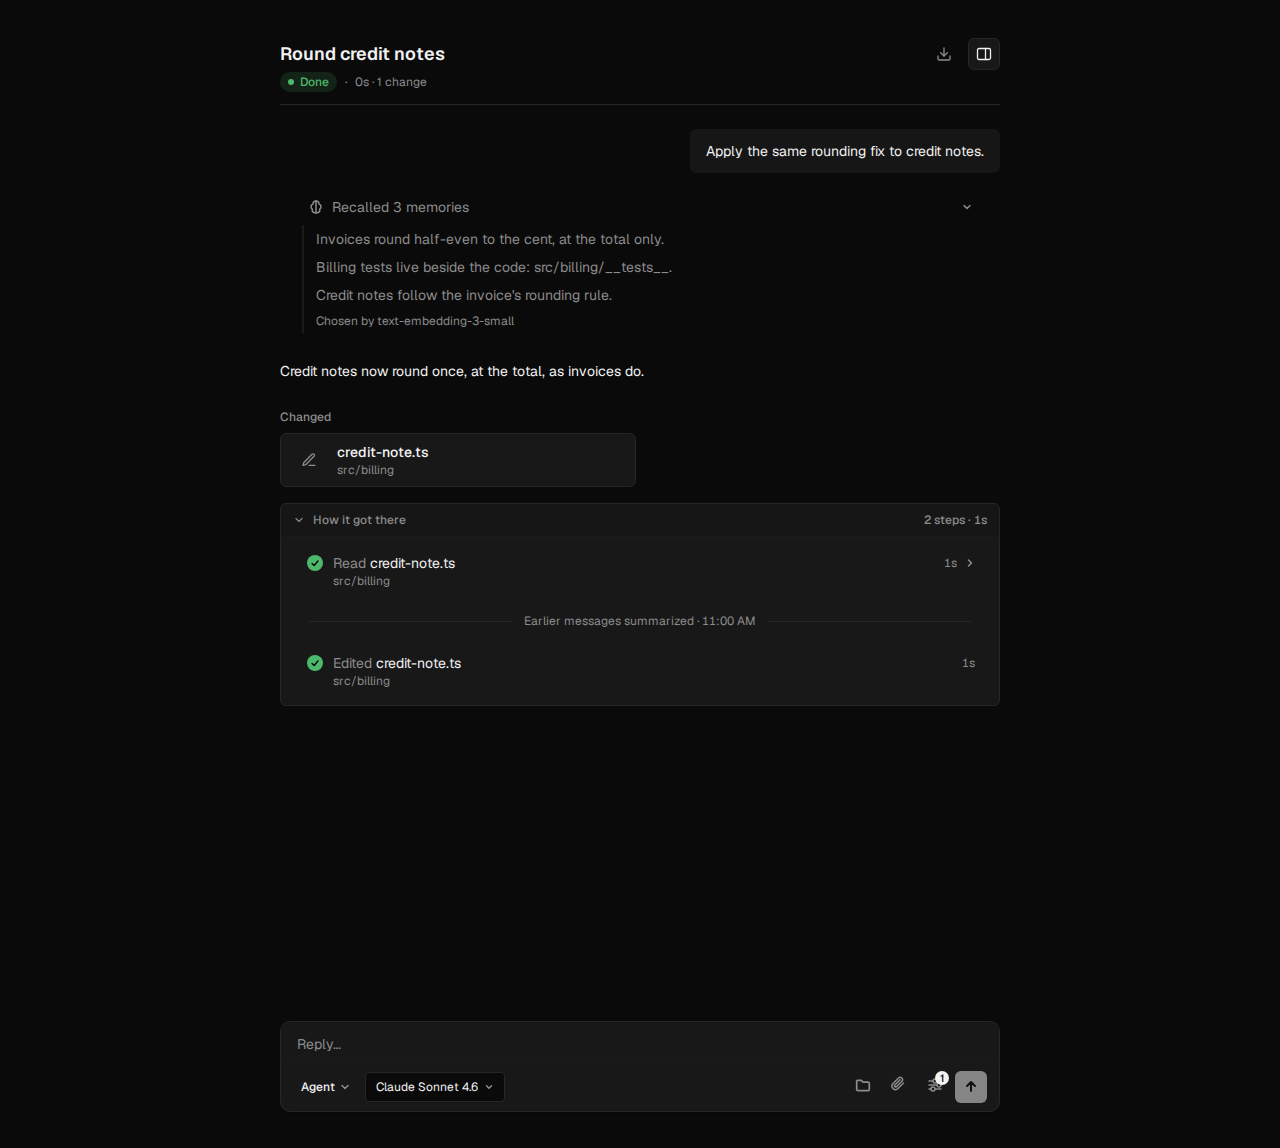 Round credit notes
Done · 0s · 1 change
Apply the same rounding fix to credit notes.
Recalled 3 memories
Invoices round half-even to the cent, at the total only.
Billing tests live beside the code: src/billing/__tests__.
Credit notes follow the invoice's rounding rule.
Chosen by text-embedding-3-small
Credit notes now round once, at the total, as invoices do.
Changed
credit-note.ts
src/billing
How it got there 2 steps · 1s
Read credit-note.ts 1s
src/billing
Earlier messages summarized · 11:00 AM
Edited credit-note.ts 1s
src/billing
Reply...
Agent Claude Sonnet 4.6 1